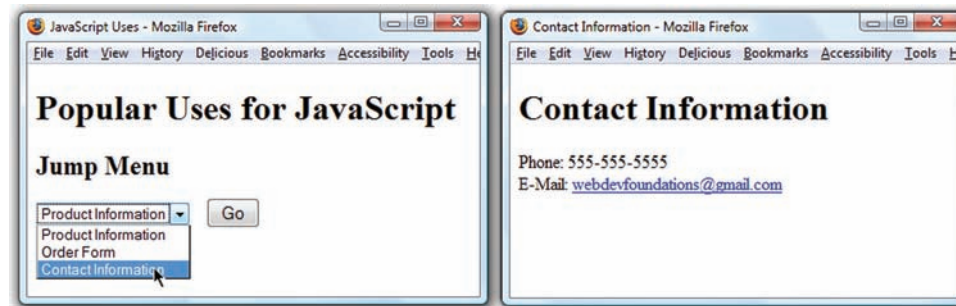 JavaScript Uses - Mozilla Firefox
File Edit View History Delicious Bookmarks Accessibility Tools
Popular Uses for JavaScript
Jump Menu
Product Information
Go
Product Information
Order Form
Contact Information
Contact Information - Mozilla Firefox
File Edit View History Delicious Bookmarks Accessibility Tools
Contact Information
Phone: 555-555-5555
E-Mail: webdevfoundations@gmail.com